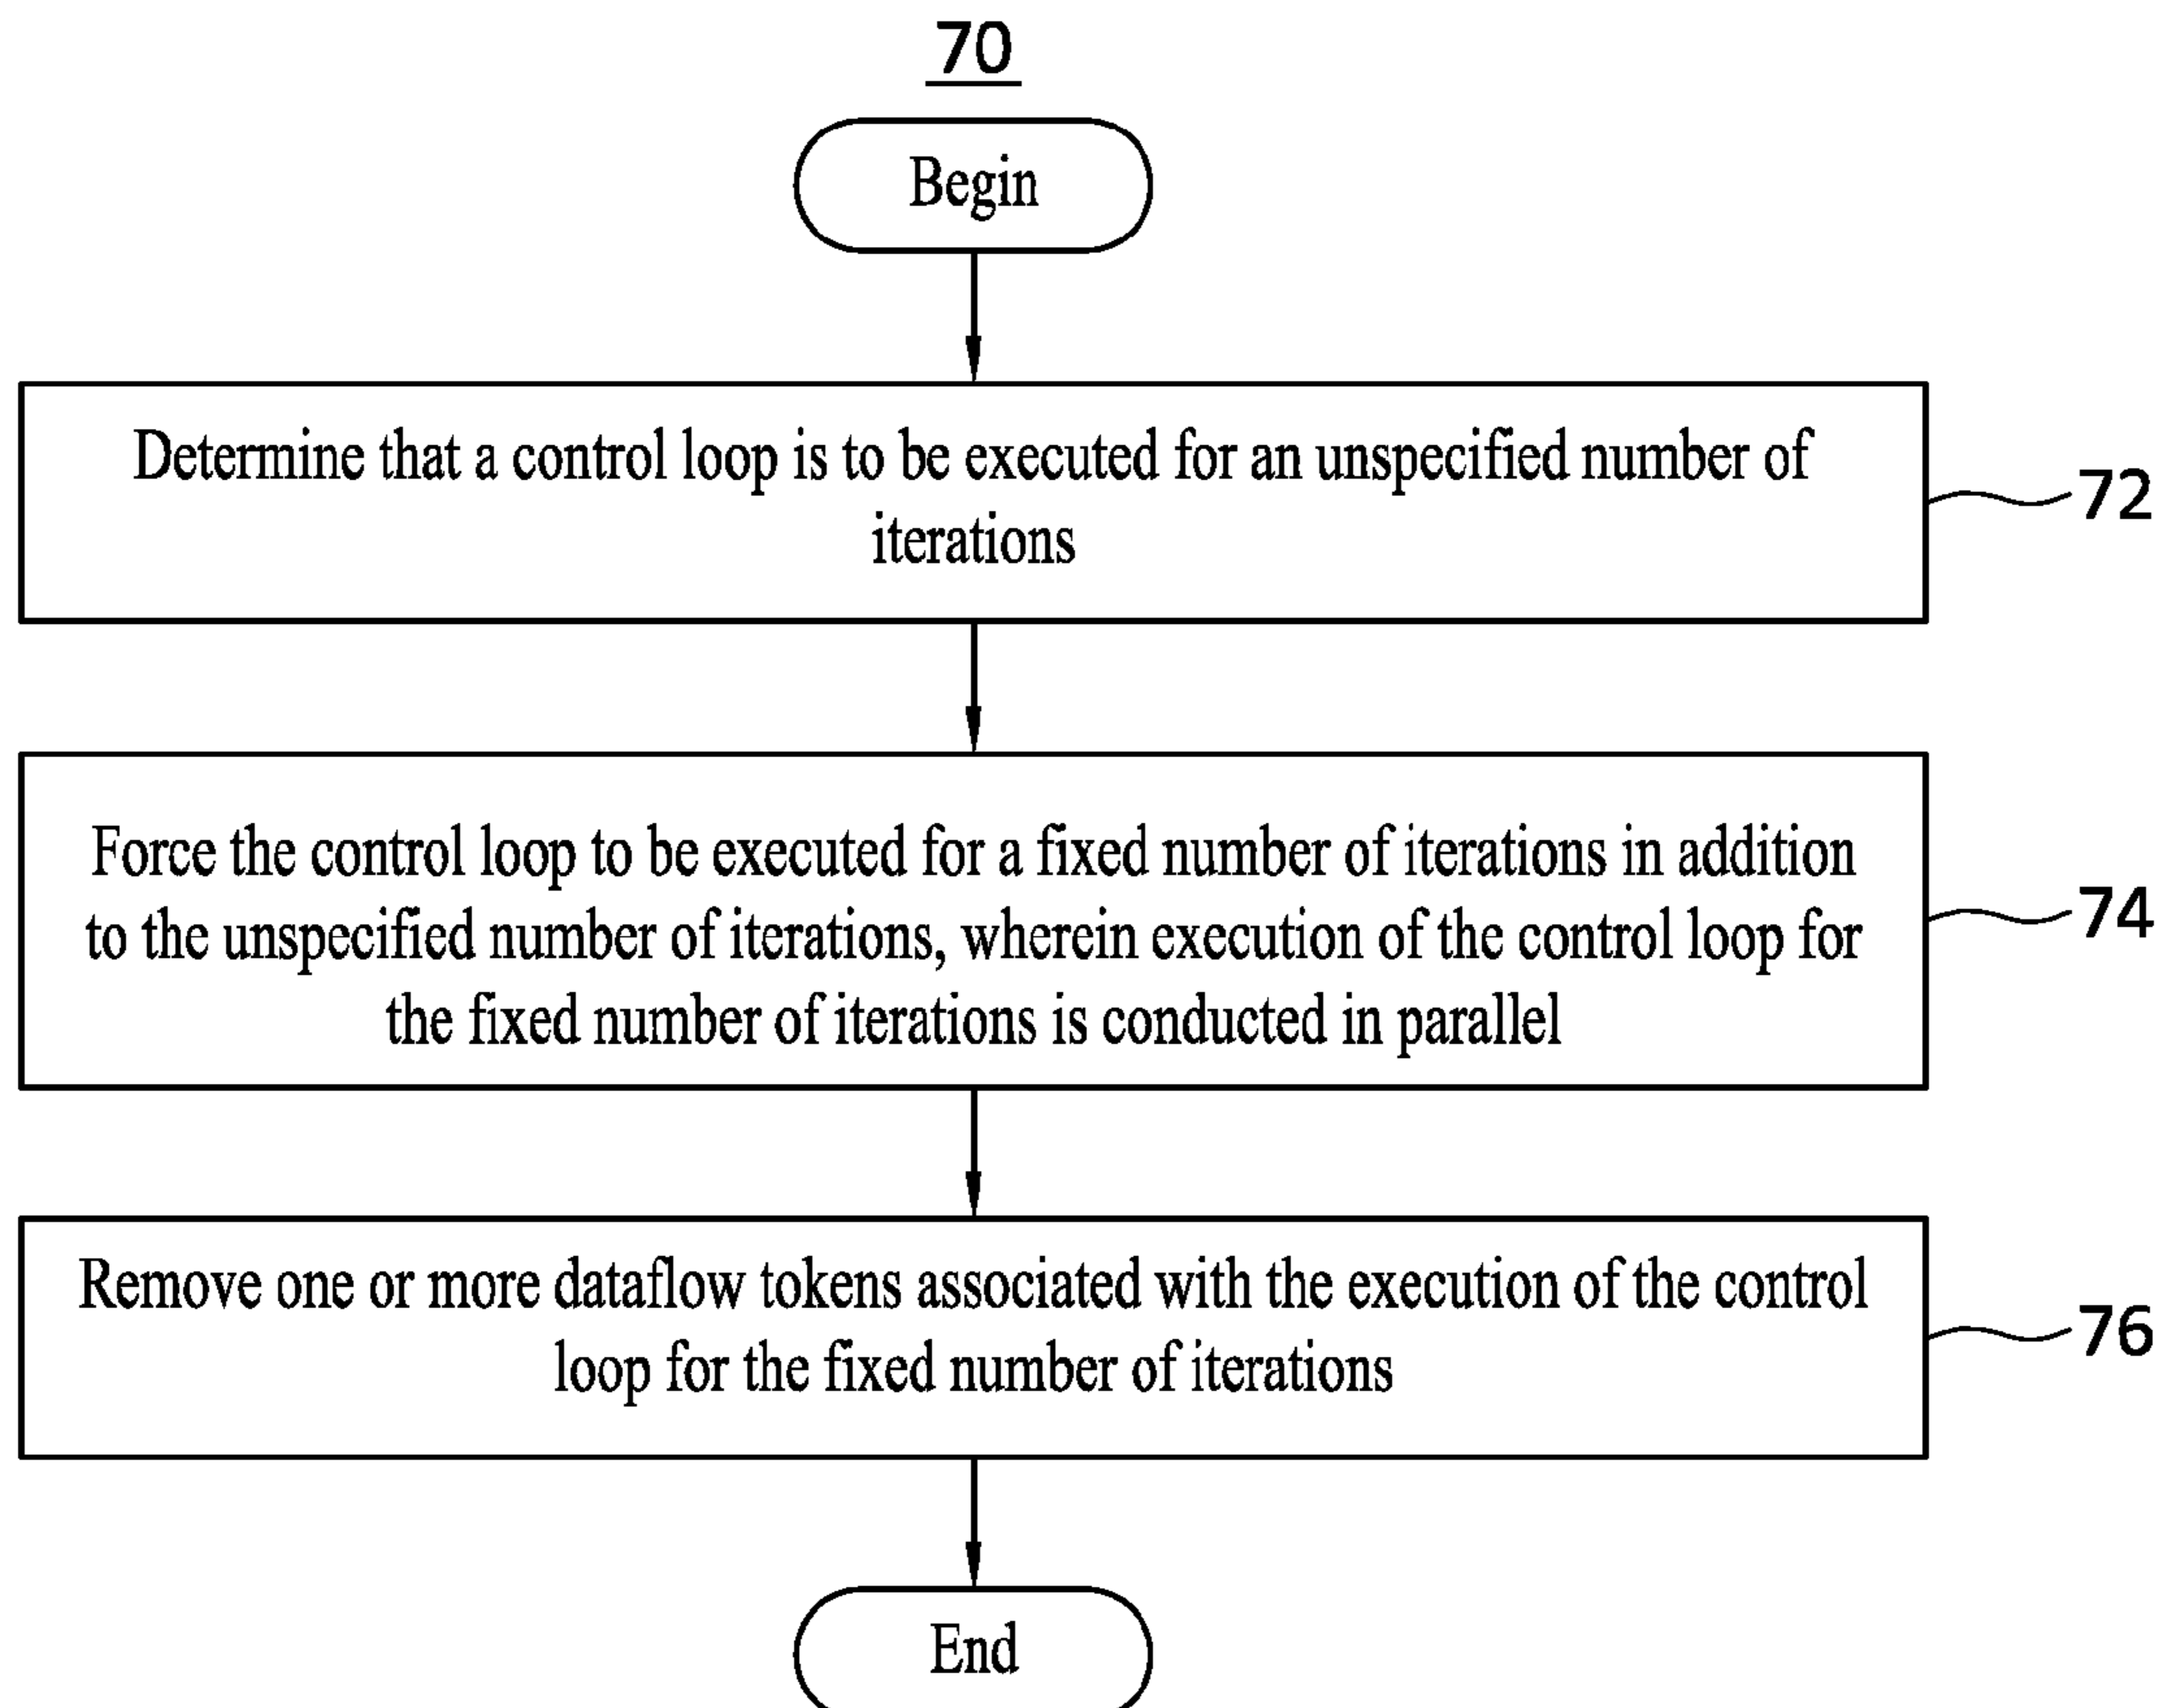 70
Begin
Determine that a control loop is to be executed for an unspecified number of
iterations
72
Force the control loop to be executed for a fixed number of iterations in addition
to the unspecified number of iterations, wherein execution of the control loop for
the fixed number of iterations is conducted in parallel
74
Remove one or more dataflow tokens associated with the execution of the control
loop for the fixed number of iterations
76
End